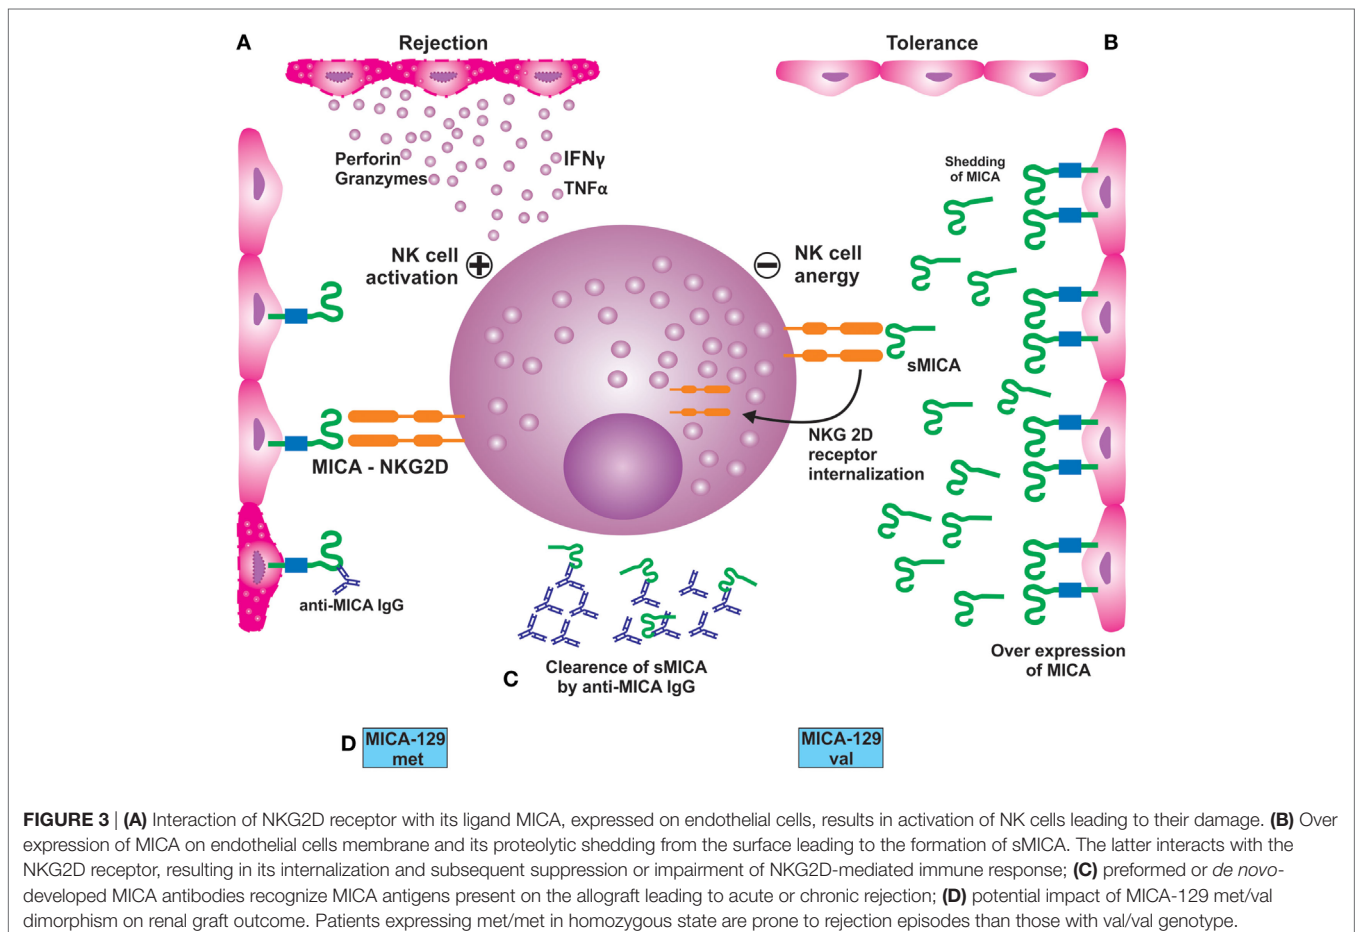 A
Rejection
Tolerance
B
Perforin
Granzymes
IFNγ
TNFα
Shedding
of MICA
NK cell
activation
+
−
NK cell
anergy
sMICA
MICA - NKG2D
NKG 2D
receptor
internalization
anti-MICA IgG
C
Clearence of sMICA
by anti-MICA IgG
Over expression
of MICA
D
MICA-129
met
MICA-129
val
FIGURE 3 | (A) Interaction of NKG2D receptor with its ligand MICA, expressed on endothelial cells, results in activation of NK cells leading to their damage. (B) Over
expression of MICA on endothelial cells membrane and its proteolytic shedding from the surface leading to the formation of sMICA. The latter interacts with the
NKG2D receptor, resulting in its internalization and subsequent suppression or impairment of NKG2D-mediated immune response; (C) preformed or de novo-
developed MICA antibodies recognize MICA antigens present on the allograft leading to acute or chronic rejection; (D) potential impact of MICA-129 met/val
dimorphism on renal graft outcome. Patients expressing met/met in homozygous state are prone to rejection episodes than those with val/val genotype.